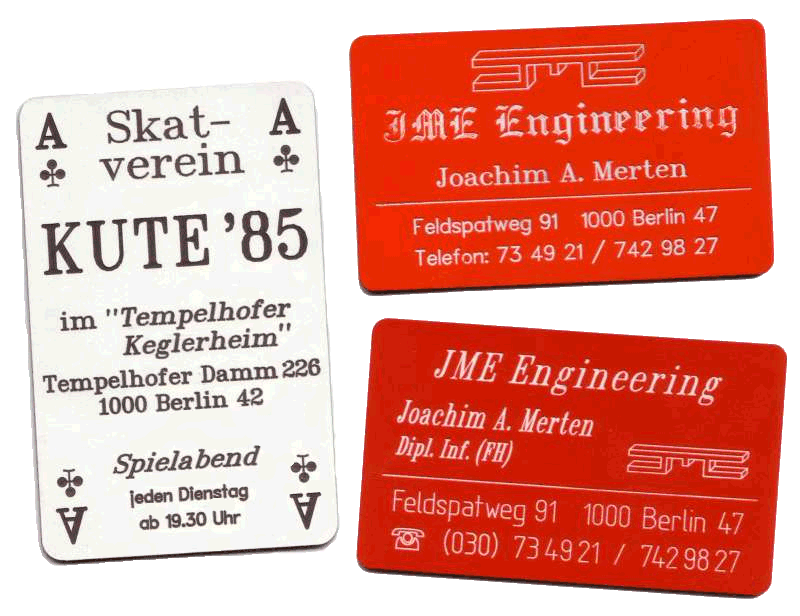 A Skat- A
verein
KUTE '85
im "Tempelhofer
Keglerheim"
Tempelhofer Damm 226
1000 Berlin 42
Spielabend
jeden Dienstag
ab 19.30 Uhr
A A
JME
JME Engineering
Joachim A. Merten
Feldspatweg 91 1000 Berlin 47
Telefon: 73 49 21 / 742 98 27
JME Engineering
Joachim A. Merten
Dipl. Inf. (FH)
JME
Feldspatweg 91 1000 Berlin 47
☏ (030) 73 49 21 / 742 98 27